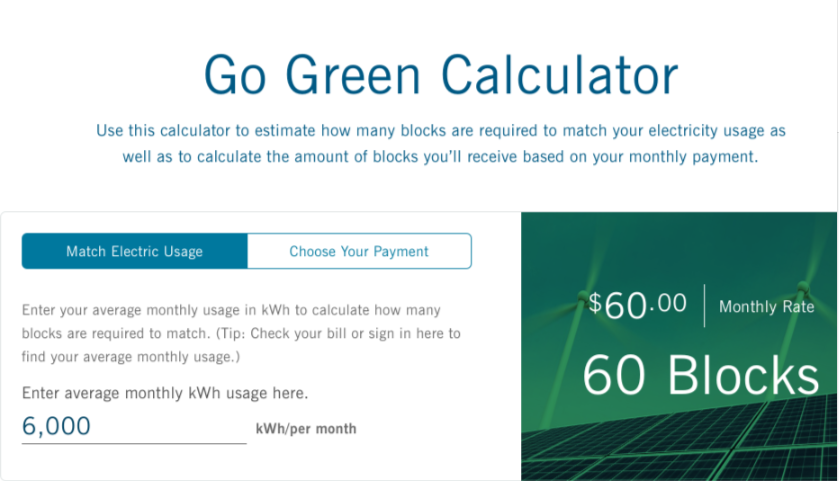 Go Green Calculator
Use this calculator to estimate how many blocks are required to match your electricity usage as
well as to calculate the amount of blocks you'll receive based on your monthly payment.
Match Electric Usage
Choose Your Payment
Enter your average monthly usage in kWh to calculate how many
blocks are required to match. (Tip: Check your bill or sign in here to
find your average monthly usage.)
Enter average monthly kWh usage here.
6,000 kWh/per month
$60.00 Monthly Rate
60 Blocks